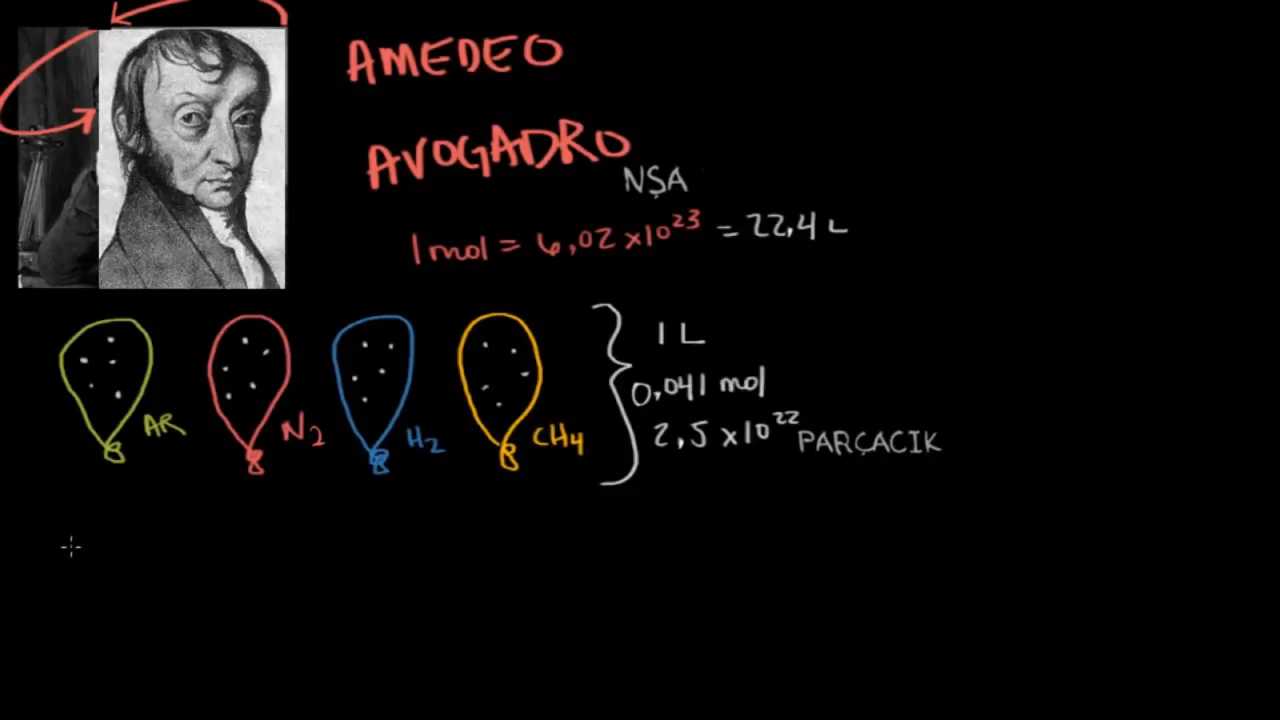 AMEDEO
AVOGADRO
NŞA
1 mol = 6,02 x 10²³ = 22,4 L
AR N₂ H₂ CH₄
1 L
0,041 mol
2,5 x 10²² PARÇACIK